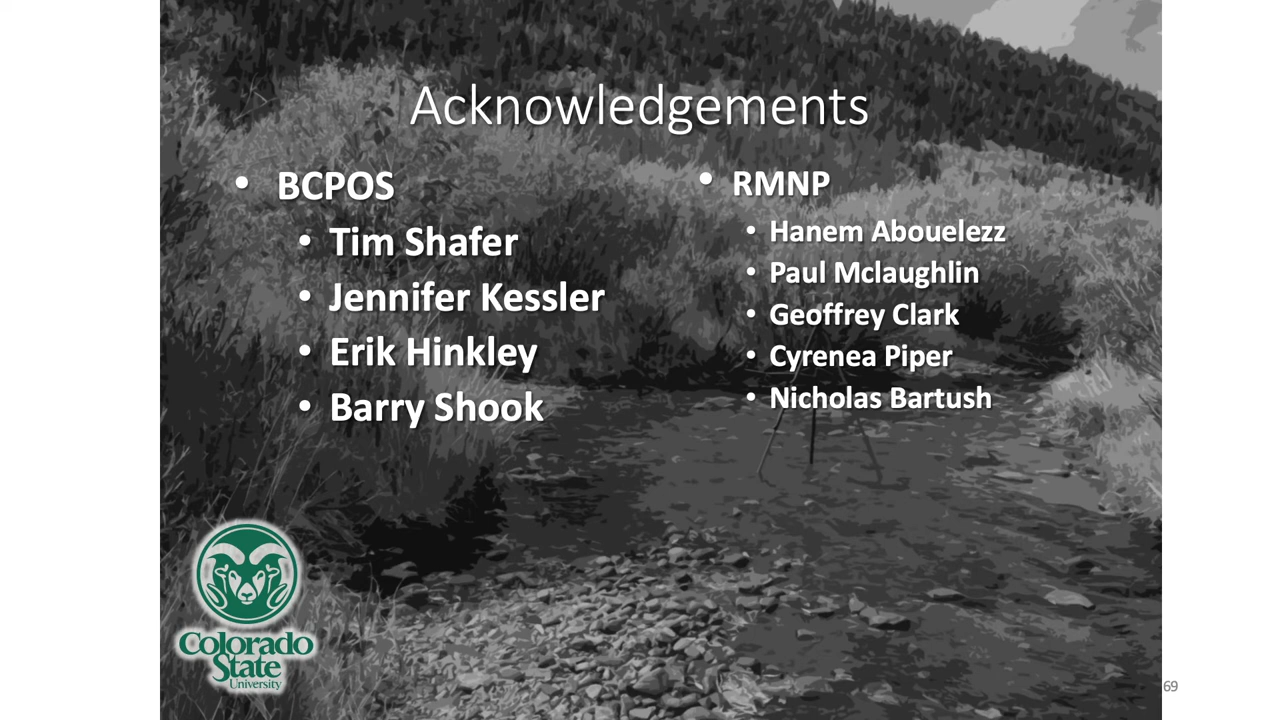 Acknowledgements
• BCPOS
• Tim Shafer
• Jennifer Kessler
• Erik Hinkley
• Barry Shook
• RMNP
• Hanem Abouelezz
• Paul Mclaughlin
• Geoffrey Clark
• Cyrenea Piper
• Nicholas Bartush
Colorado
State
University
69